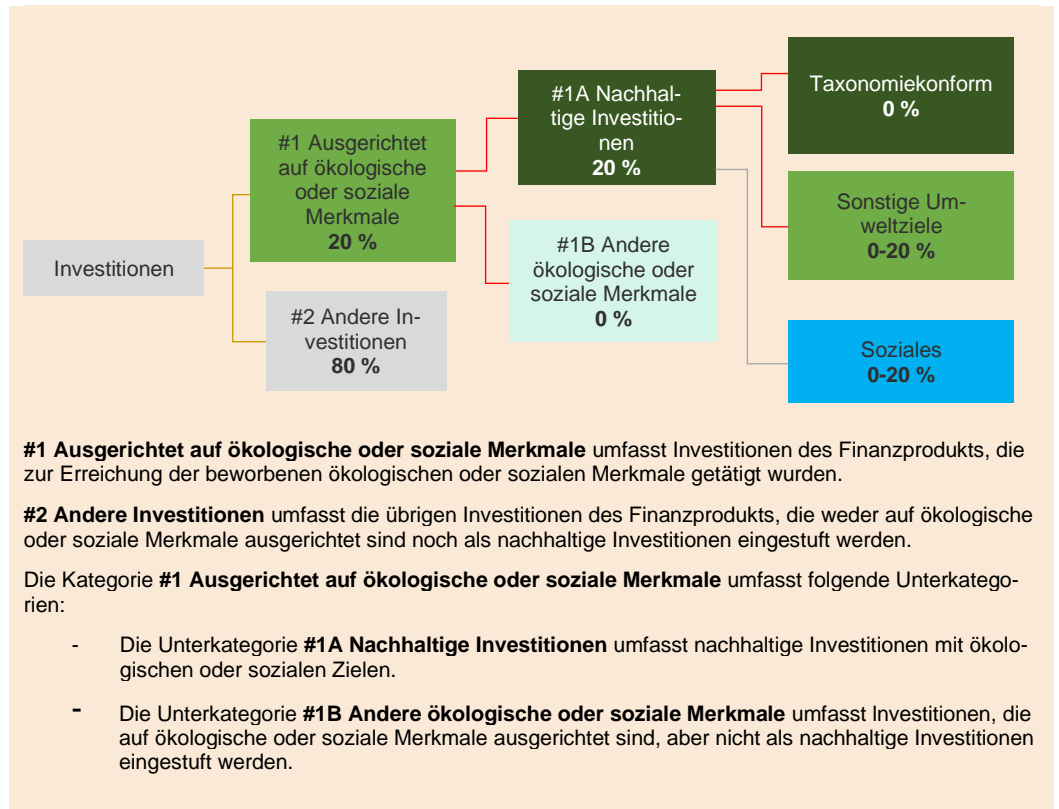 Investitionen
#1 Ausgerichtet
auf ökologische
oder soziale
Merkmale
20 %
#2 Andere In-
vestitionen
80 %
#1A Nachhal-
tige Investitio-
nen
20 %
#1B Andere
ökologische oder
soziale Merkmale
0 %
Taxonomiekonform
0 %
Sonstige Um-
weltziele
0-20 %
Soziales
0-20 %
#1 Ausgerichtet auf ökologische oder soziale Merkmale umfasst Investitionen des Finanzprodukts, die
zur Erreichung der beworbenen ökologischen oder sozialen Merkmale getätigt wurden.
#2 Andere Investitionen umfasst die übrigen Investitionen des Finanzprodukts, die weder auf ökologische
oder soziale Merkmale ausgerichtet sind noch als nachhaltige Investitionen eingestuft werden.
Die Kategorie #1 Ausgerichtet auf ökologische oder soziale Merkmale umfasst folgende Unterkatego-
rien:
- Die Unterkategorie #1A Nachhaltige Investitionen umfasst nachhaltige Investitionen mit ökolo-
gischen oder sozialen Zielen.
- Die Unterkategorie #1B Andere ökologische oder soziale Merkmale umfasst Investitionen, die
auf ökologische oder soziale Merkmale ausgerichtet sind, aber nicht als nachhaltige Investitionen
eingestuft werden.